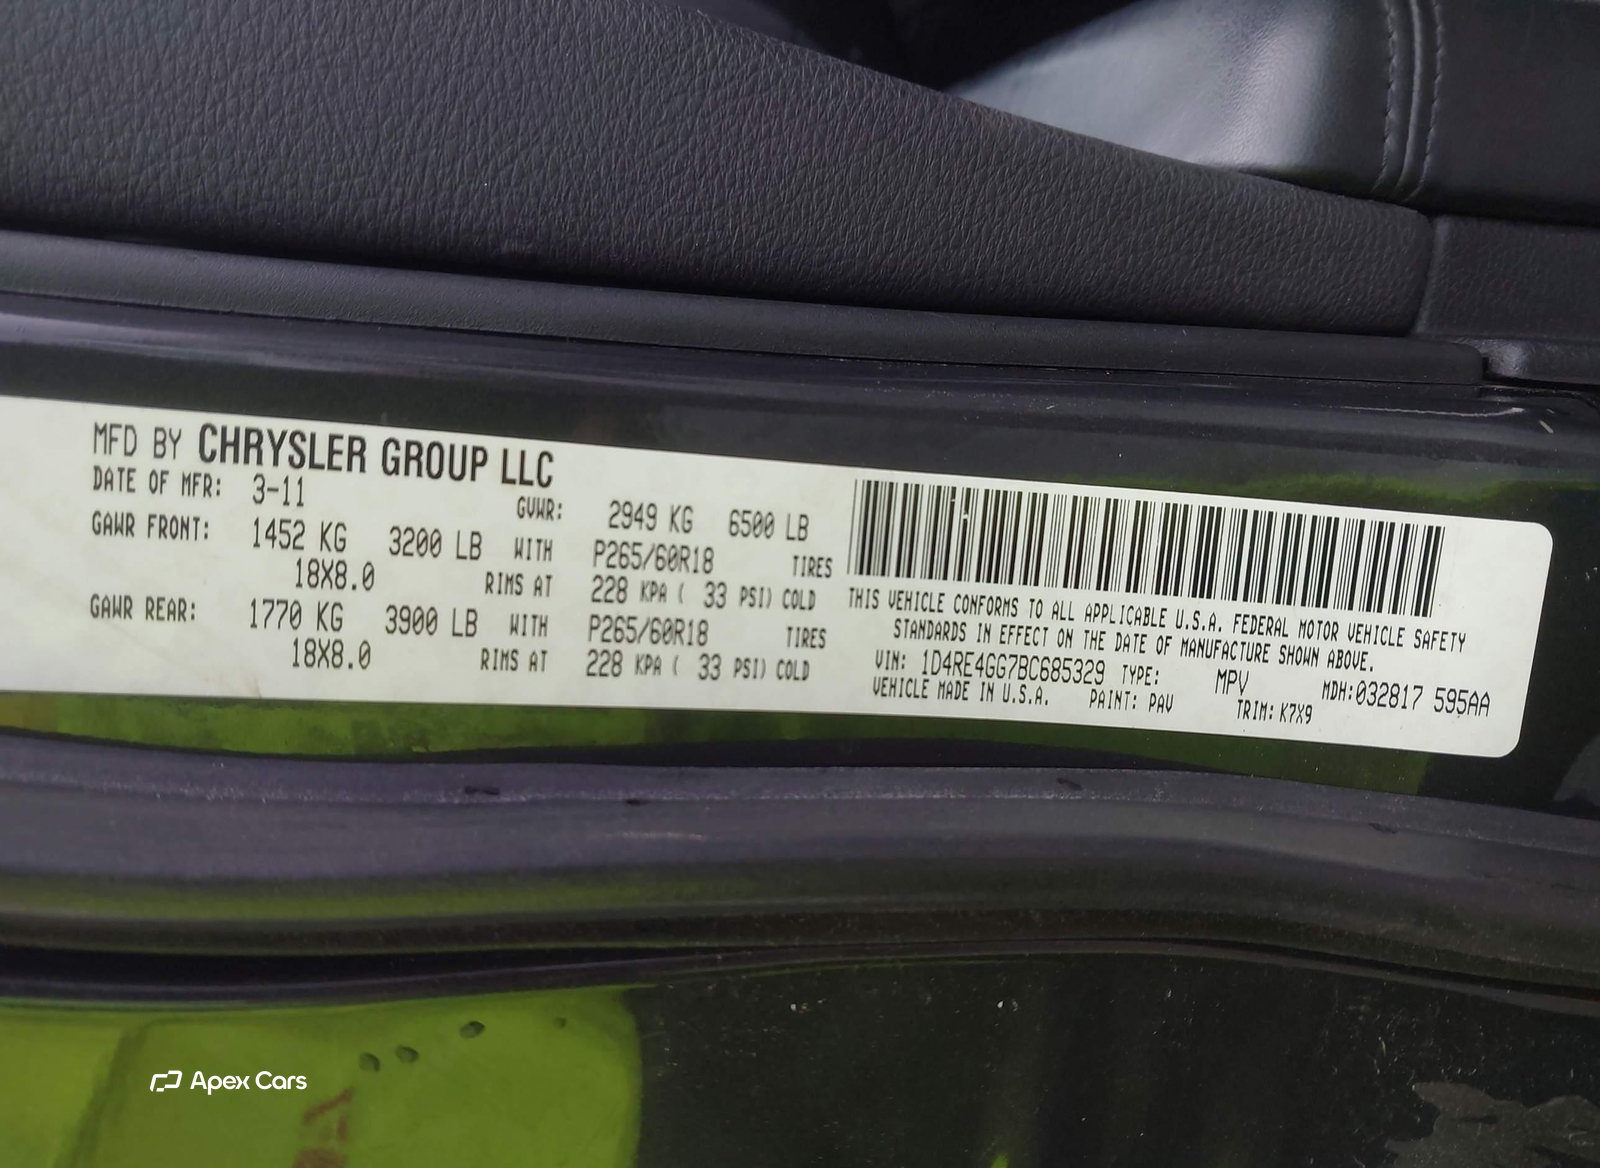 MFD BY CHRYSLER GROUP LLC
DATE OF MFR: 3-11 GVWR: 2949 KG 6500 LB
GAWR FRONT: 1452 KG 3200 LB WITH P265/60R18 TIRES
18X8.0 RIMS AT 228 KPA ( 33 PSI) COLD
GAWR REAR: 1770 KG 3900 LB WITH P265/60R18 TIRES
18X8.0 RIMS AT 228 KPA ( 33 PSI) COLD
THIS VEHICLE CONFORMS TO ALL APPLICABLE U.S.A. FEDERAL MOTOR VEHICLE SAFETY
STANDARDS IN EFFECT ON THE DATE OF MANUFACTURE SHOWN ABOVE.
VIN: 1D4RE4GG7BC685329 TYPE: MPV MDH:032817 595AA
VEHICLE MADE IN U.S.A. PAINT: PAV TRIM: K7X9
Apex Cars